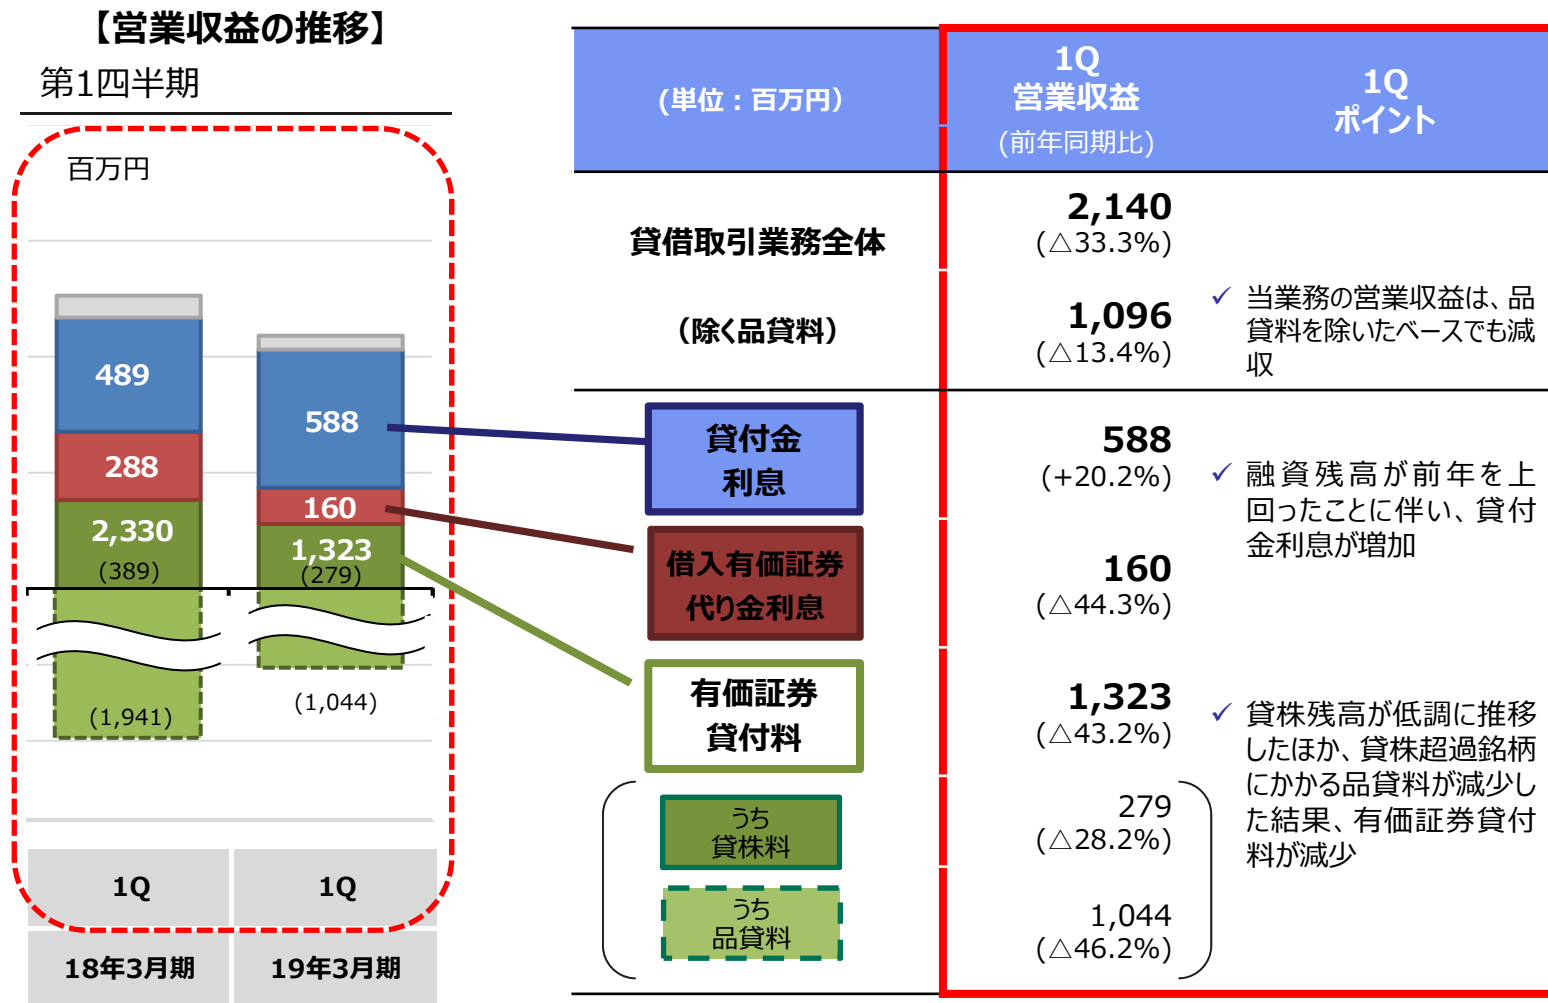 【営業収益の推移】
第1四半期
百万円
489
288
2,330
(389)
(1,941)
588
160
1,323
(279)
(1,044)
1Q
1Q
18年3月期
19年3月期
(単位：百万円)
1Q
営業収益
(前年同期比)
1Q
ポイント
貸借取引業務全体
2,140
(△33.3%)
（除く品貸料）
1,096
(△13.4%)
✓ 当業務の営業収益は、品
貸料を除いたベースでも減
収
貸付金
利息
588
(+20.2%)
✓ 融資残高が前年を上
回ったことに伴い、貸付
金利息が増加
借入有価証券
代り金利息
160
(△44.3%)
有価証券
貸付料
1,323
(△43.2%)
✓ 貸株残高が低調に推移
したほか、貸株超過銘柄
にかかる品貸料が減少し
た結果、有価証券貸付
料が減少
うち
貸株料
279
(△28.2%)
うち
品貸料
1,044
(△46.2%)